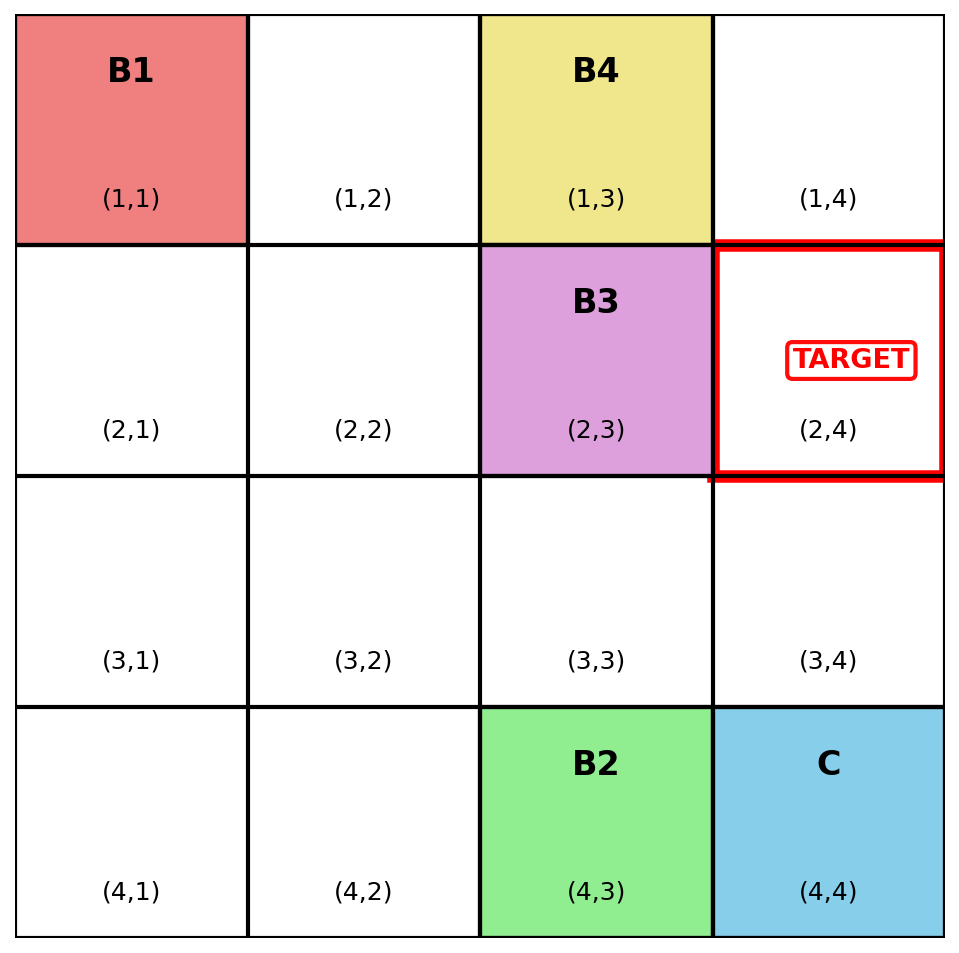 B1 B4
(1,1) (1,2) (1,3) (1,4)
B3
TARGET
(2,1) (2,2) (2,3) (2,4)
(3,1) (3,2) (3,3) (3,4)
B2 C
(4,1) (4,2) (4,3) (4,4)